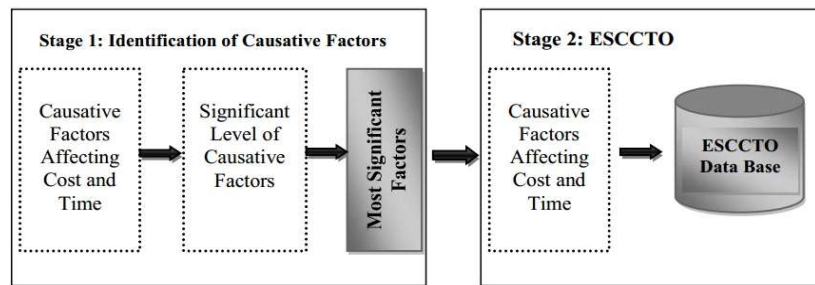 Stage 1: Identification of Causative Factors
Causative
Factors
Affecting
Cost and
Time
Significant
Level of
Causative
Factors
Most Significant
Factors
Stage 2: ESCCTO
Causative
Factors
Affecting
Cost and
Time
ESCCTO
Data Base